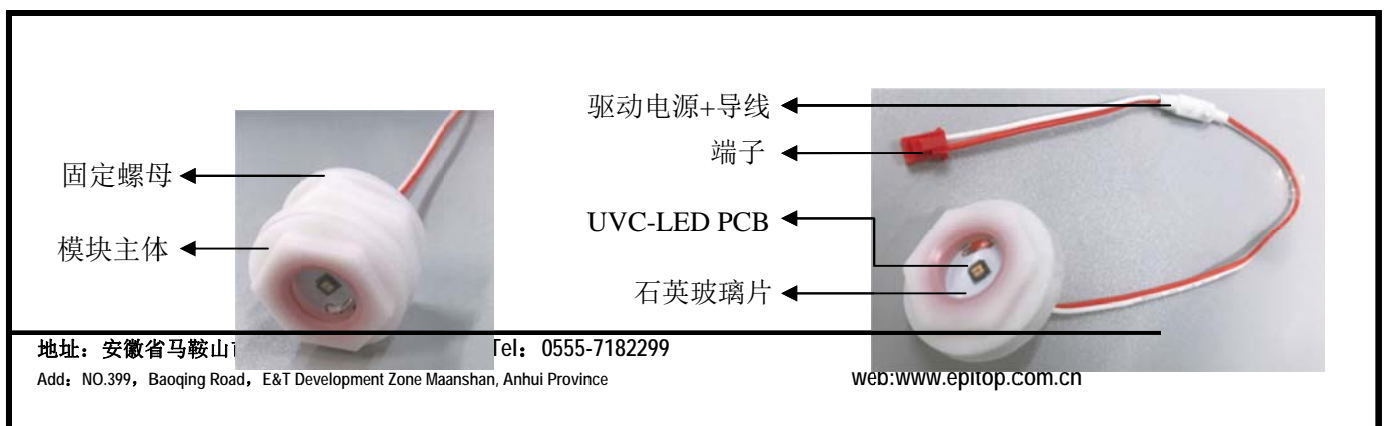 固定螺母
模块主体
驱动电源+导线
端子
UVC-LED PCB
石英玻璃片
地址：安徽省马鞍山
Tel：0555-7182299
Add：NO.399，Baoqing Road，E&T Development Zone Maanshan, Anhui Province
web:www.epitop.com.cn